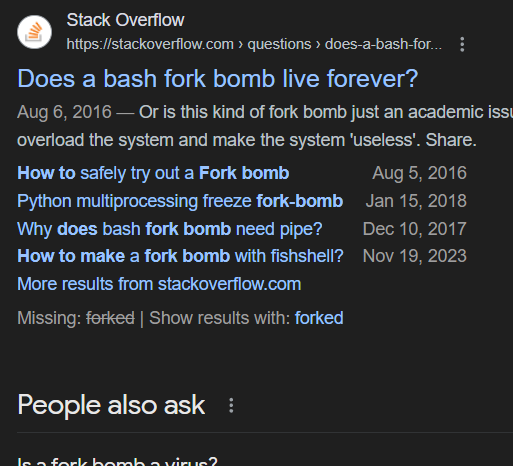 Stack Overflow
https://stackoverflow.com › questions › does-a-bash-for...
Does a bash fork bomb live forever?
Aug 6, 2016 — Or is this kind of fork bomb just an academic
overload the system and make the system 'useless'. Share.
How to safely try out a Fork bomb Aug 5, 2016
Python multiprocessing freeze fork-bomb Jan 15, 2018
Why does bash fork bomb need pipe? Dec 10, 2017
How to make a fork bomb with fishshell? Nov 19, 2023
More results from stackoverflow.com
Missing: forked | Show results with: forked
People also ask
Is a fork bomb a virus?